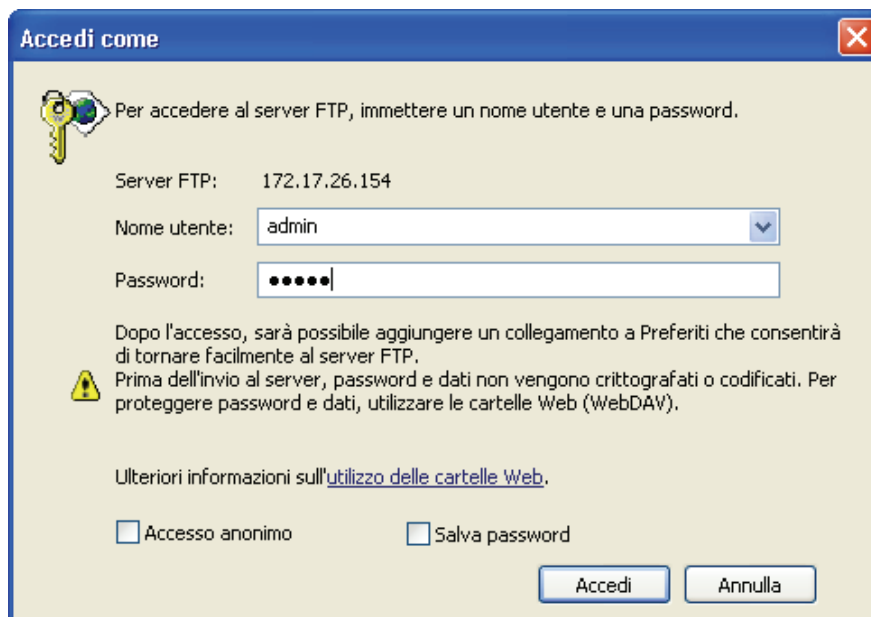 Accedi come
Per accedere al server FTP, immettere un nome utente e una password.
Server FTP: 172.17.26.154
Nome utente: admin
Password: •••••
Dopo l'accesso, sarà possibile aggiungere un collegamento a Preferiti che consentirà
di tornare facilmente al server FTP.
Prima dell'invio al server, password e dati non vengono crittografati o codificati. Per
proteggere password e dati, utilizzare le cartelle Web (WebDAV).
Ulteriori informazioni sull'utilizzo delle cartelle Web.
Accesso anonimo Salva password
Accedi Annulla